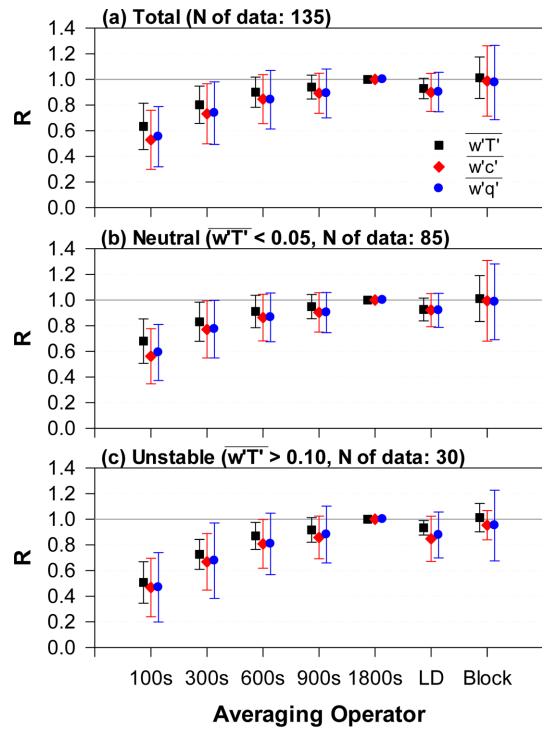 (a) Total (N of data: 135)
1.4
1.2
1.0
0.8
0.6
0.4
0.2
0.0
R
w'T'
w'c'
w'q'
(b) Neutral (w'T' < 0.05, N of data: 85)
1.4
1.2
1.0
0.8
0.6
0.4
0.2
0.0
R
(c) Unstable (w'T' > 0.10, N of data: 30)
1.4
1.2
1.0
0.8
0.6
0.4
0.2
0.0
R
100s 300s 600s 900s 1800s LD Block
Averaging Operator